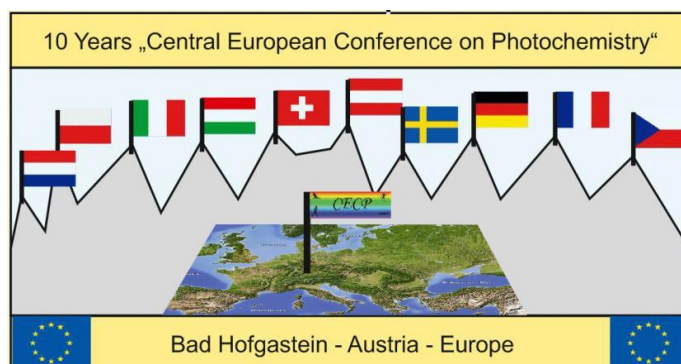 10 Years „Central European Conference on Photochemistry“
CECP
Bad Hofgastein - Austria - Europe